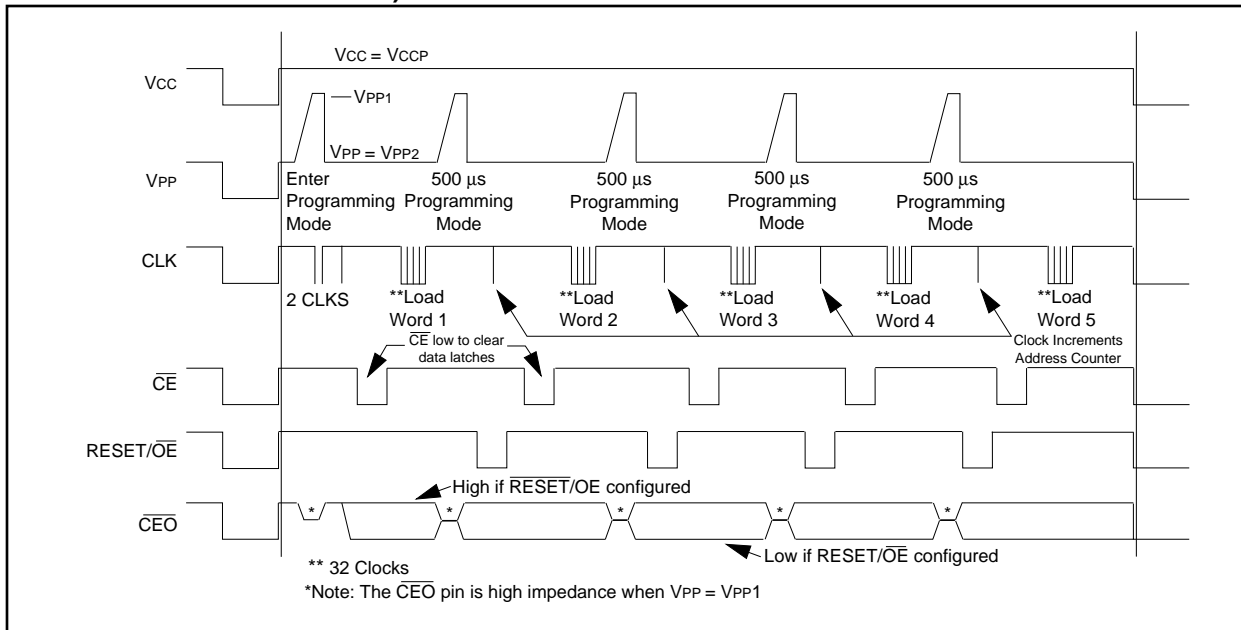 )
VCC = VCCP
VCC
VPP1
VPP = VPP2
VPP
Enter
Programming
Mode
500 µs
Programming
Mode
500 µs
Programming
Mode
500 µs
Programming
Mode
500 µs
Programming
Mode
CLK
2 CLKS
**Load
Word 1
**Load
Word 2
**Load
Word 3
**Load
Word 4
**Load
Word 5
CE low to clear
data latches
Clock Increments
Address Counter
CE
RESET/OE
High if RESET/OE configured
CEO
*
*
*
*
*
Low if RESET/OE configured
** 32 Clocks
*Note: The CEO pin is high impedance when VPP = VPP1